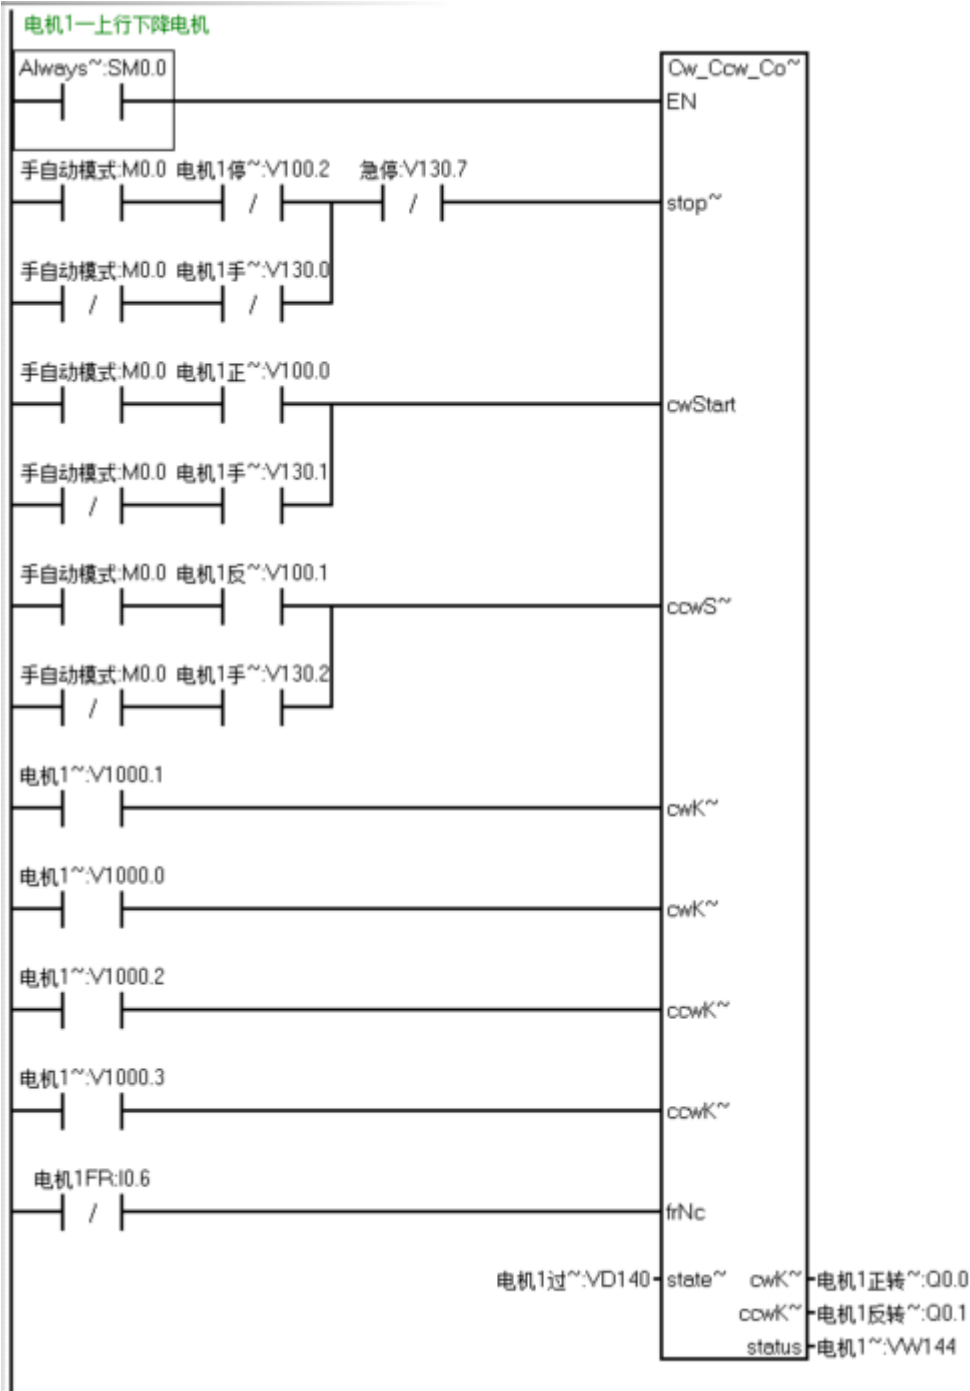 电机1一上行下降电机
Always~:SM0.0
Cw_Ccw_Co~
EN
手自动模式:M0.0 电机1停~:V100.2 急停:V130.7
/ /
stop~
手自动模式:M0.0 电机1手~:V130.0
/ /
手自动模式:M0.0 电机1正~:V100.0
cwStart
手自动模式:M0.0 电机1手~:V130.1
/
手自动模式:M0.0 电机1反~:V100.1
ccwS~
手自动模式:M0.0 电机1手~:V130.2
/
电机1~:V1000.1
cwK~
电机1~:V1000.0
cwK~
电机1~:V1000.2
ccwK~
电机1~:V1000.3
ccwK~
电机1FR:I0.6
/
frNc
电机1过~:VD140 state~ cwK~ 电机1正转~:Q0.0
ccwK~ 电机1反转~:Q0.1
status 电机1~:VW144